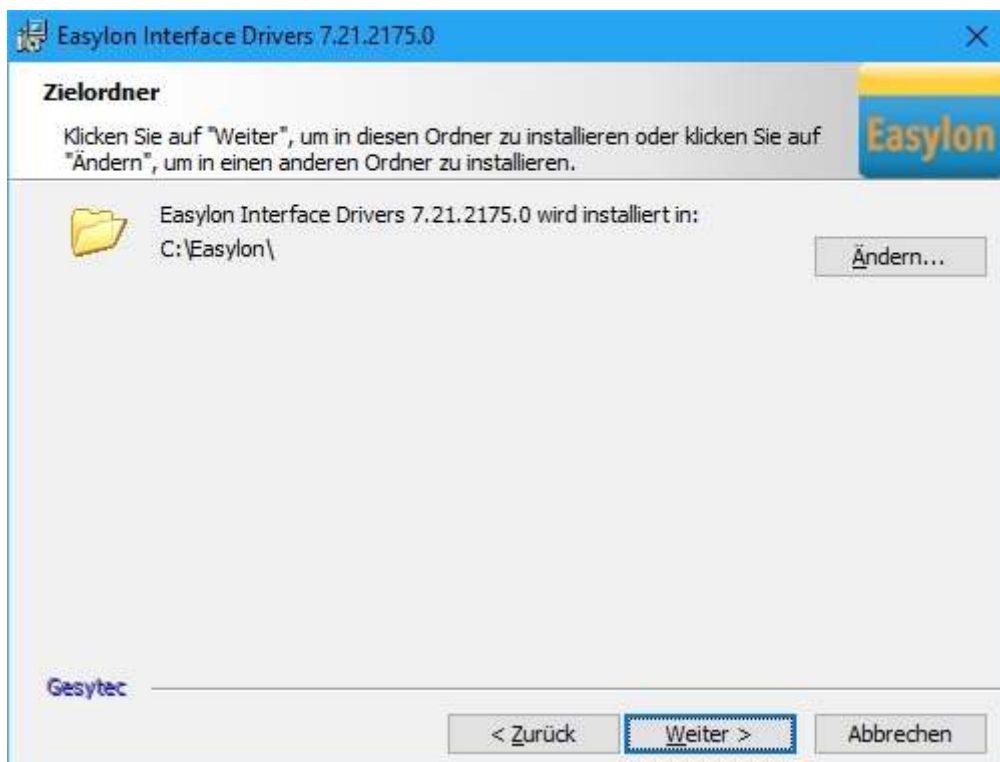 Easylon Interface Drivers 7.21.2175.0
Zielordner
Klicken Sie auf "Weiter", um in diesen Ordner zu installieren oder klicken Sie auf
"Ändern", um in einen anderen Ordner zu installieren.
Easylon
Easylon Interface Drivers 7.21.2175.0 wird installiert in:
C:\Easylon\
Ändern...
Gesytec
< Zurück
Weiter >
Abbrechen